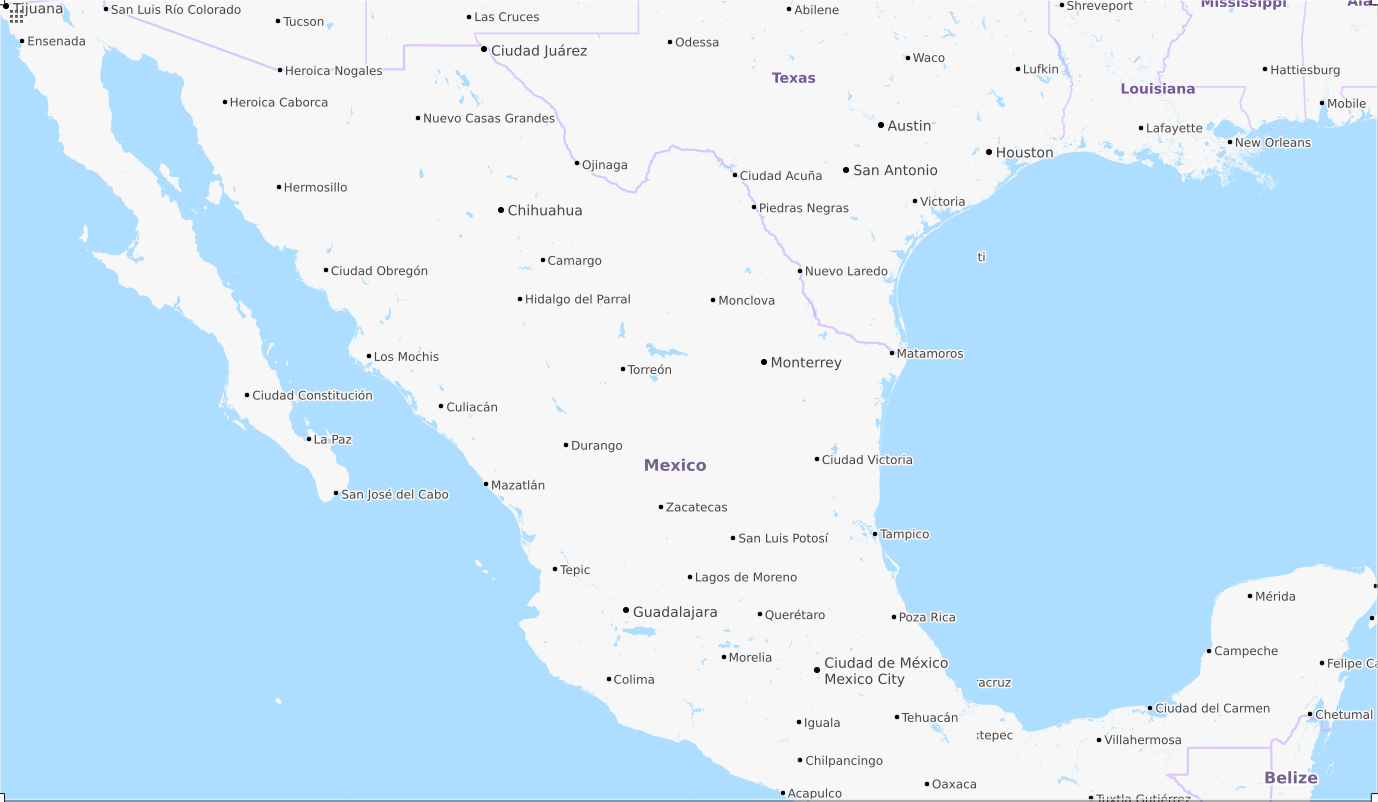 Tijuana
San Luis Río Colorado
Tucson
Las Cruces
Abilene
Shreveport
Mississippi
Ala
Ensenada
Ciudad Juárez
Odessa
Waco
Heroica Nogales
Texas
Lufkin
Hattiesburg
Heroica Caborca
Louisiana
Mobile
Nuevo Casas Grandes
Austin
Lafayette
New Orleans
Houston
Ojinaga
San Antonio
Ciudad Acuña
Hermosillo
Victoria
Chihuahua
Piedras Negras
ti
Camargo
Ciudad Obregón
Nuevo Laredo
Hidalgo del Parral
Monclova
Los Mochis
Matamoros
Monterrey
Torreón
Ciudad Constitución
Culiacán
La Paz
Durango
Ciudad Victoria
Mexico
Mazatlán
San José del Cabo
Zacatecas
Tampico
San Luis Potosí
Tepic
Lagos de Moreno
Mérida
Guadalajara
Querétaro
Poza Rica
Campeche
Morelia
Ciudad de México
Mexico City
Felipe Ca
Colima
racruz
Ciudad del Carmen
Chetumal
Iguala
Tehuacán
xtepec
Villahermosa
Chilpancingo
Belize
Oaxaca
Acapulco
Tuxtla Gutiérrez